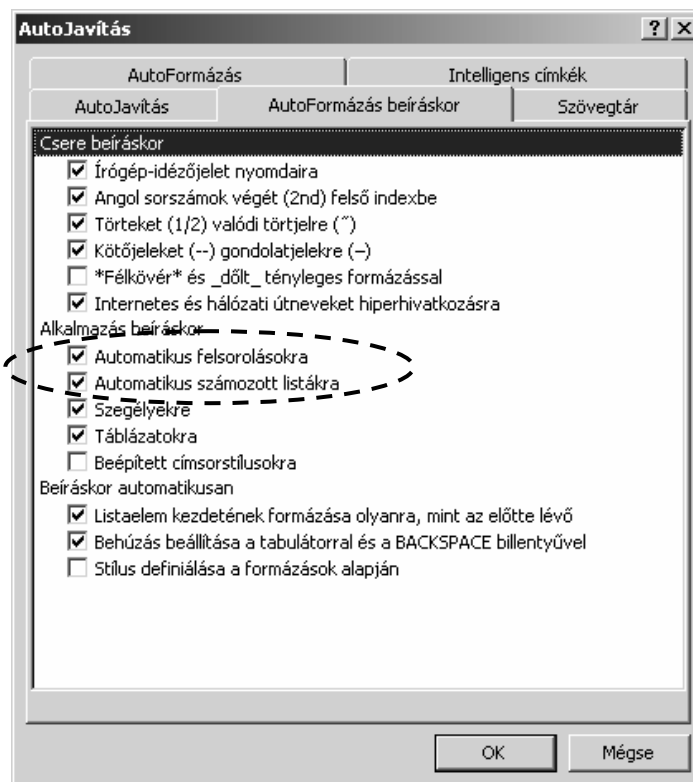 AutoJavítás
AutoFormázás
Intelligens címkék
AutoJavítás
AutoFormázás beíráskor
Szövegtár
Csere beíráskor
Írógép-idézőjelet nyomdaira
Angol sorszámok végét (2nd) felső indexbe
Törteket (1/2) valódi törtjelre (˝)
Kötőjeleket (--) gondolatjelekre (–)
*Félkövér* és _dőlt_ tényleges formázással
Internetes és hálózati útneveket hiperhivatkozásra
Alkalmazás beíráskor
Automatikus felsorolásokra
Automatikus számozott listákra
Szegélyekre
Táblázatokra
Beépített címsorstílusokra
Beíráskor automatikusan
Listaelem kezdetének formázása olyanra, mint az előtte lévő
Behúzás beállítása a tabulátorral és a BACKSPACE billentyűvel
Stílus definiálása a formázások alapján
OK
Mégse